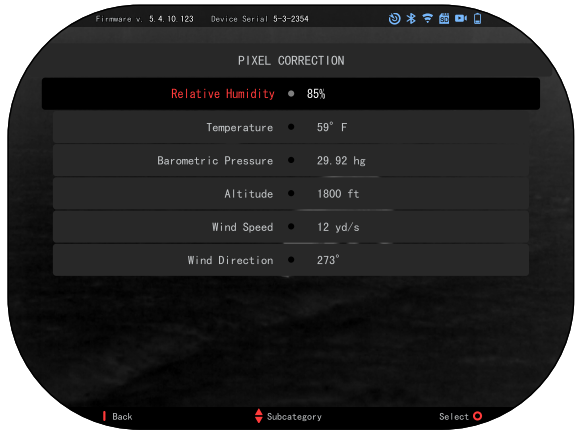 Firmware v. 5.4.10.123 Device Serial 5-3-2354
SD
PIXEL CORRECTION
Relative Humidity 85%
Temperature 59° F
Barometric Pressure 29.92 hg
Altitude 1800 ft
Wind Speed 12 yd/s
Wind Direction 273°
Back Subcategory Select